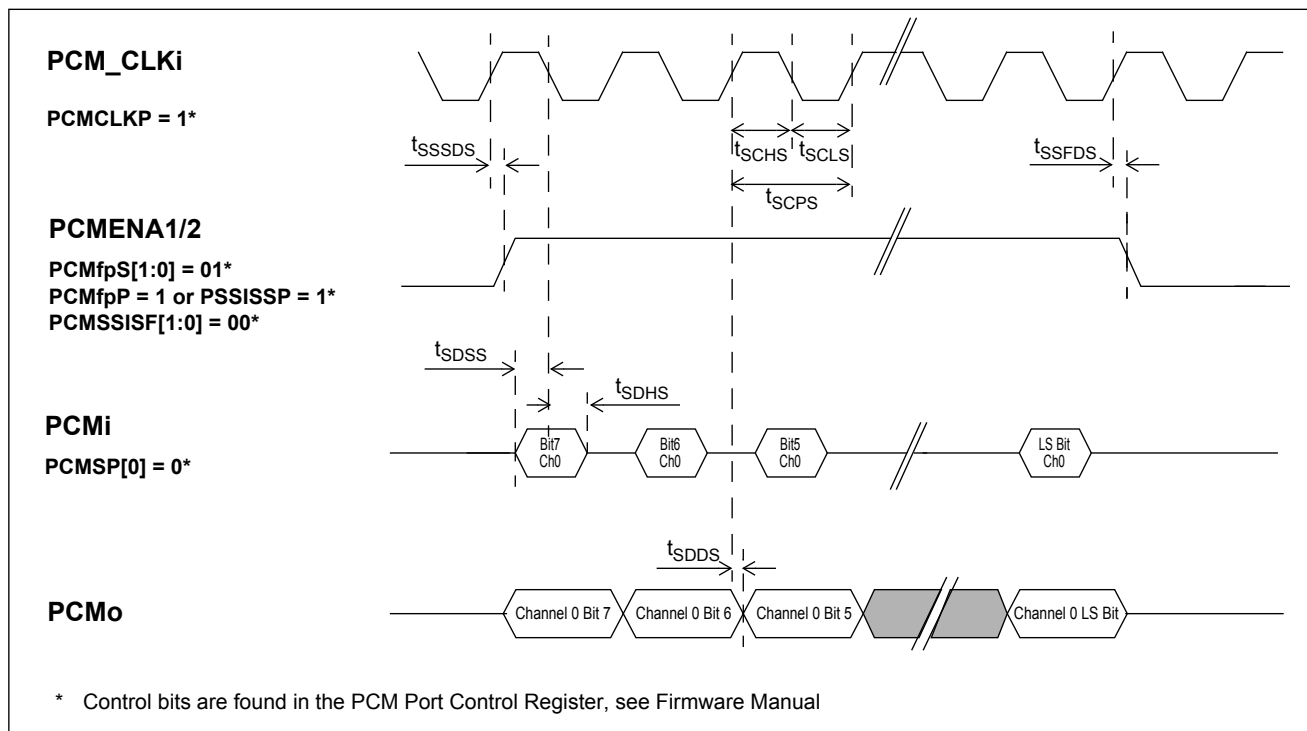 PCM_CLKi
PCMCLKP = 1*
tSSSDS
tSCHS
tSCLS
tSSFDS
tSCPS
PCMENA1/2
PCMfpS[1:0] = 01*
PCMfpP = 1 or PSSISSP = 1*
PCMSSISF[1:0] = 00*
tSDSS
tSDHS
PCMi
PCMSP[0] = 0*
Bit7
Ch0
Bit6
Ch0
Bit5
Ch0
LS Bit
Ch0
tSDDS
PCMo
Channel 0 Bit 7
Channel 0 Bit 6
Channel 0 Bit 5
Channel 0 LS Bit
* Control bits are found in the PCM Port Control Register, see Firmware Manual